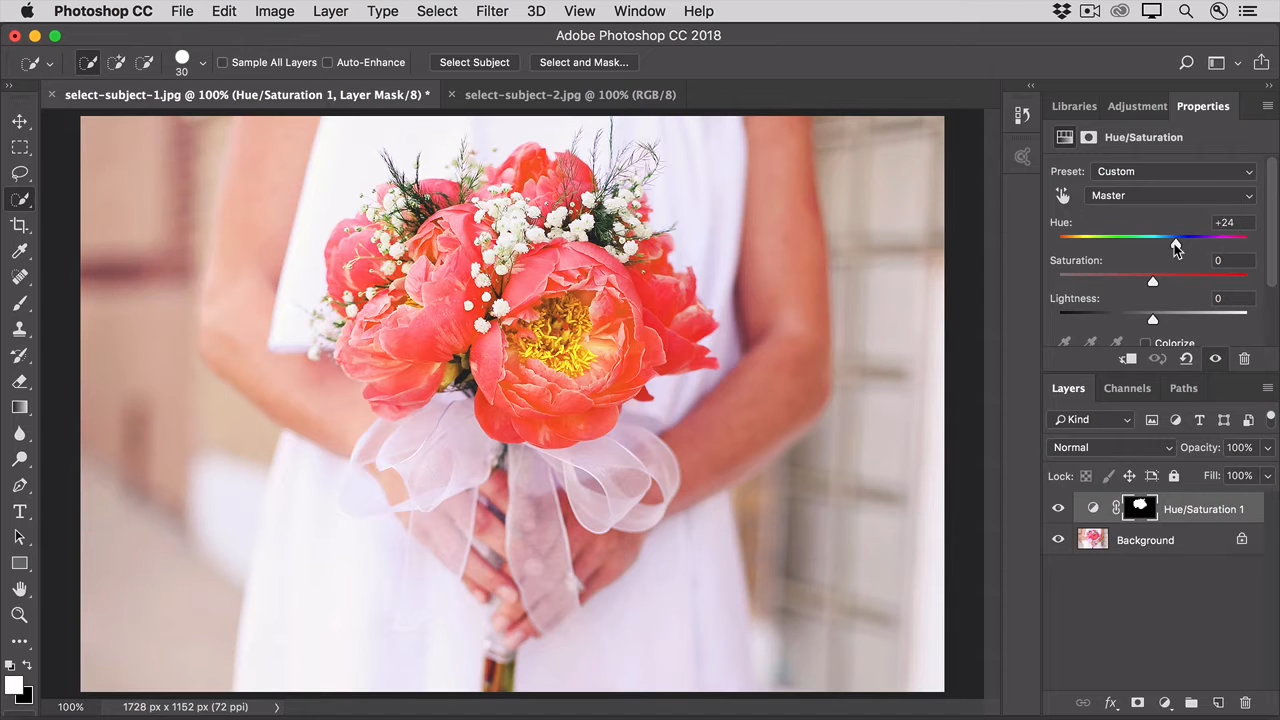 Photoshop CC File Edit Image Layer Type Select Filter 3D View Window Help
Adobe Photoshop CC 2018
30 Sample All Layers Auto-Enhance Select Subject Select and Mask...
× select-subject-1.jpg @ 100% (Hue/Saturation 1, Layer Mask/8) * × select-subject-2.jpg @ 100% (RGB/8)
Libraries Adjustment Properties
Hue/Saturation
Preset: Custom
Master
Hue: +24
Saturation: 0
Lightness: 0
Colorize
Layers Channels Paths
Kind
Normal Opacity: 100%
Lock: Fill: 100%
Hue/Saturation 1
Background
fx
100% 1728 px x 1152 px (72 ppi)